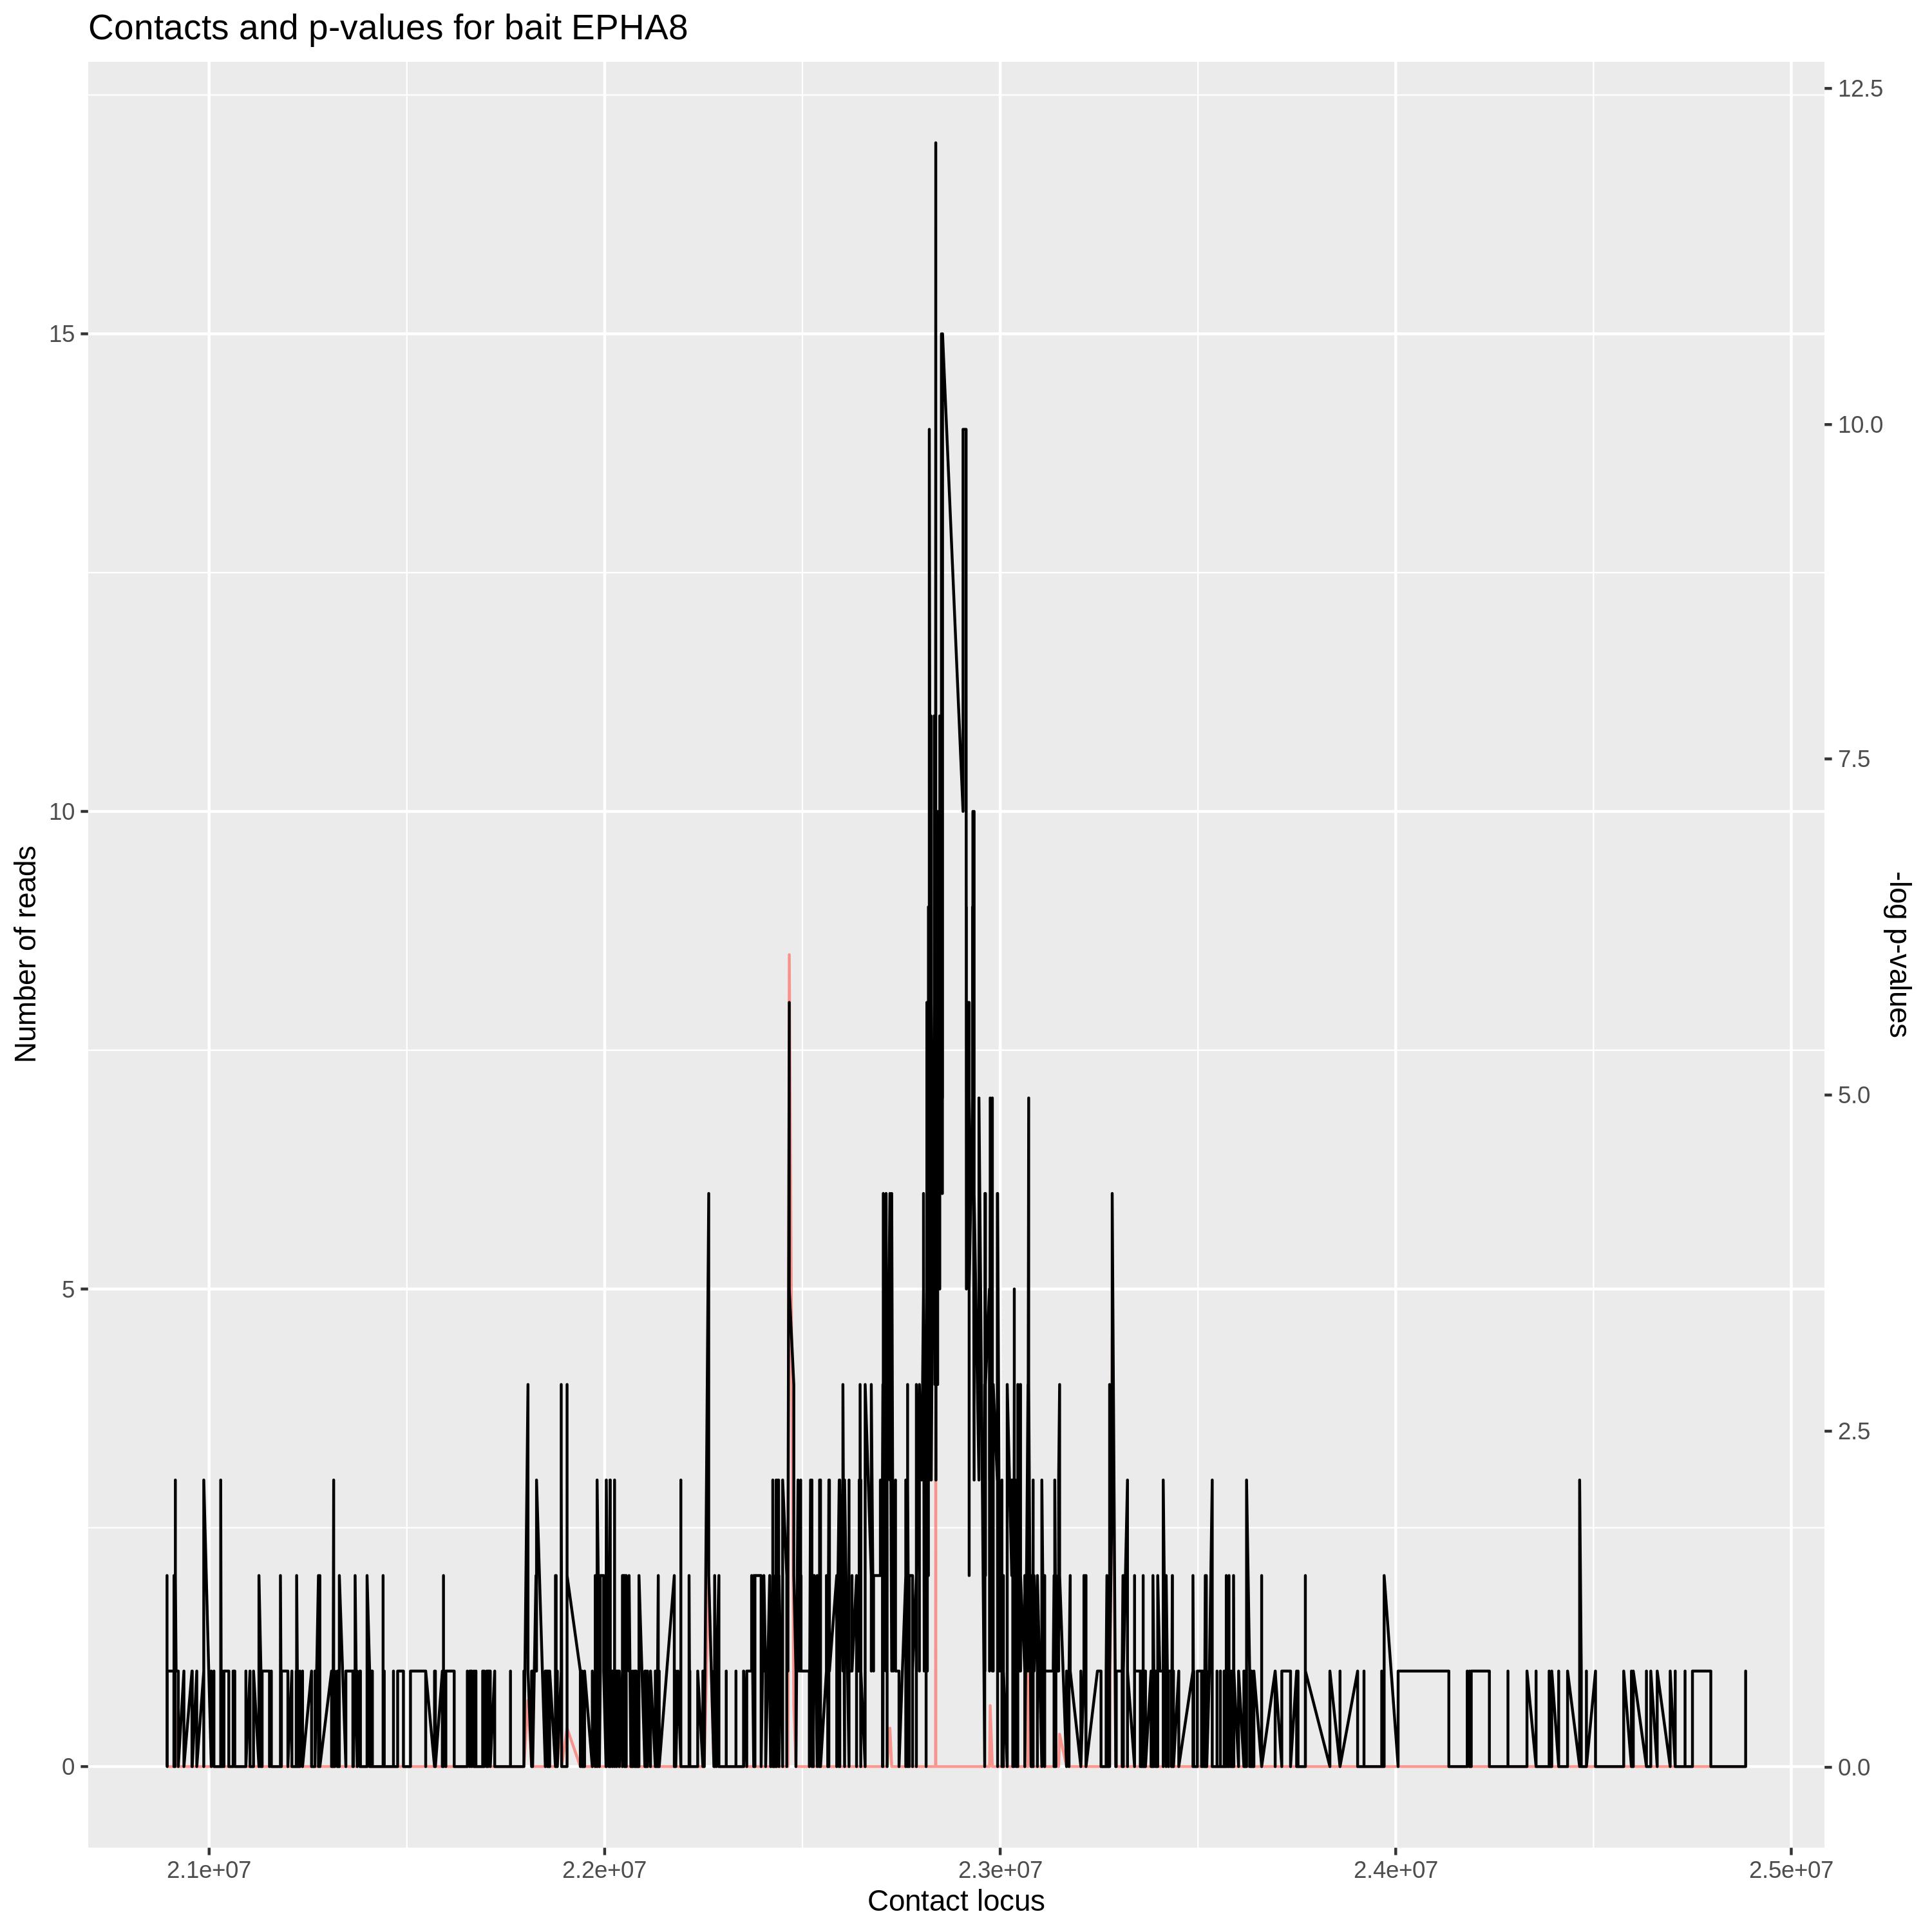 Contacts and p-values for bait EPHA8
12.5
15
10.0
7.5
10
Number of reads
-log p-values
5.0
5
2.5
0
0.0
2.1e+07
2.2e+07
2.3e+07
2.4e+07
2.5e+07
Contact locus